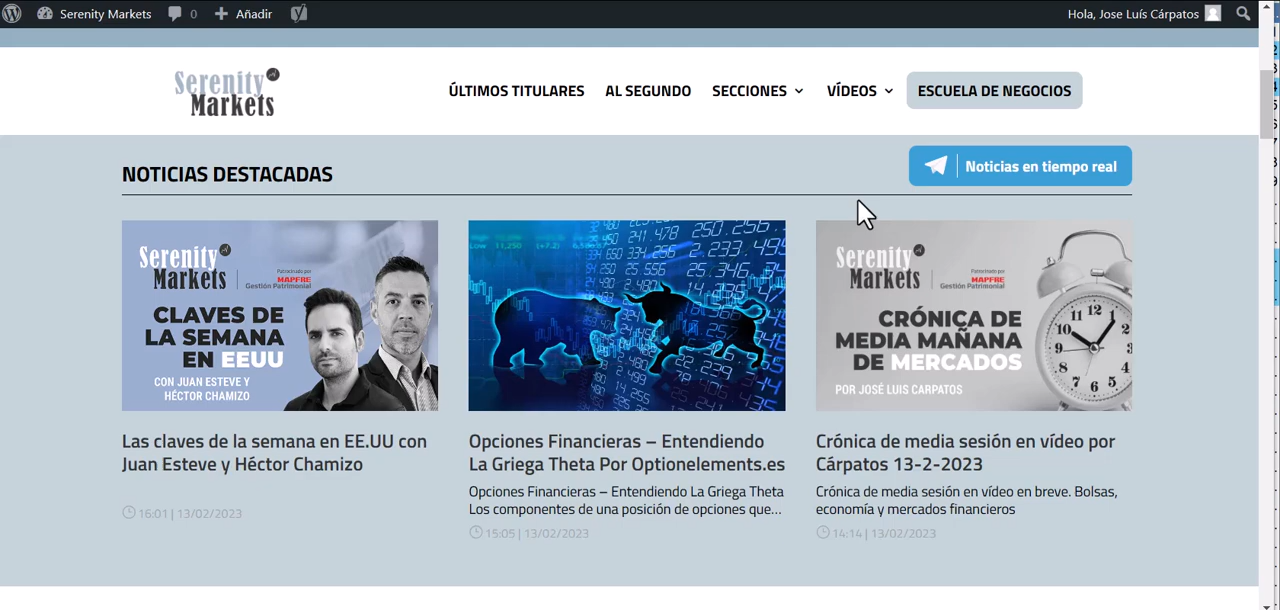 Serenity Markets
0
Añadir
Hola, Jose Luís Cárpatos
Serenity
Markets
ÚLTIMOS TITULARES
AL SEGUNDO
SECCIONES
VÍDEOS
ESCUELA DE NEGOCIOS
NOTICIAS DESTACADAS
Noticias en tiempo real
Serenity
Markets
Patrocinado por
MAPFRE
Gestión Patrimonial
CLAVES DE
LA SEMANA
EN EEUU
CON JUAN ESTEVE Y
HÉCTOR CHAMIZO
Las claves de la semana en EE.UU con
Juan Esteve y Héctor Chamizo
16:01 | 13/02/2023
Opciones Financieras – Entendiendo
La Griega Theta Por Optionelements.es
Opciones Financieras – Entendiendo La Griega Theta
Los componentes de una posición de opciones que...
15:05 | 13/02/2023
Serenity
Markets
Patrocinado por
MAPFRE
Gestión Patrimonial
CRÓNICA DE
MEDIA MAÑANA
DE MERCADOS
POR JOSÉ LUIS CARPATOS
Crónica de media sesión en vídeo por
Cárpatos 13-2-2023
Crónica de media sesión en vídeo en breve. Bolsas,
economía y mercados financieros
14:14 | 13/02/2023